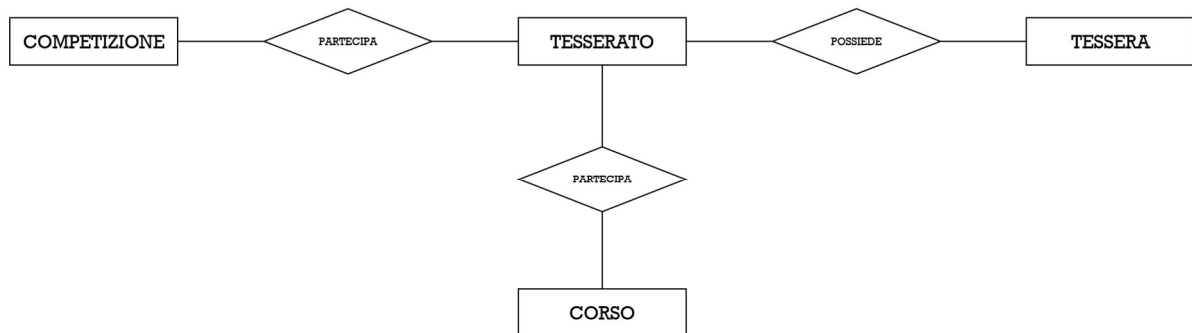 COMPETIZIONE PARTECIPA TESSERATO POSSIEDE TESSERA
PARTECIPA
CORSO